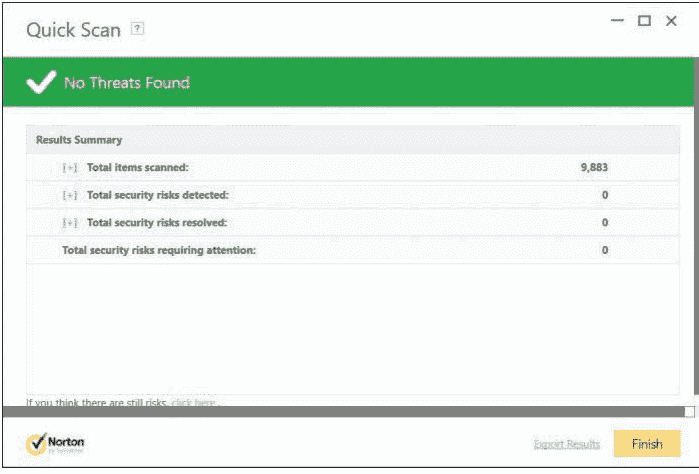 Quick Scan ?
No Threats Found
Results Summary
[+] Total items scanned: 9,883
[+] Total security risks detected: 0
[+] Total security risks resolved: 0
Total security risks requiring attention: 0
If you think there are still risks, click here.
Norton
by Symantec
Export Results
Finish